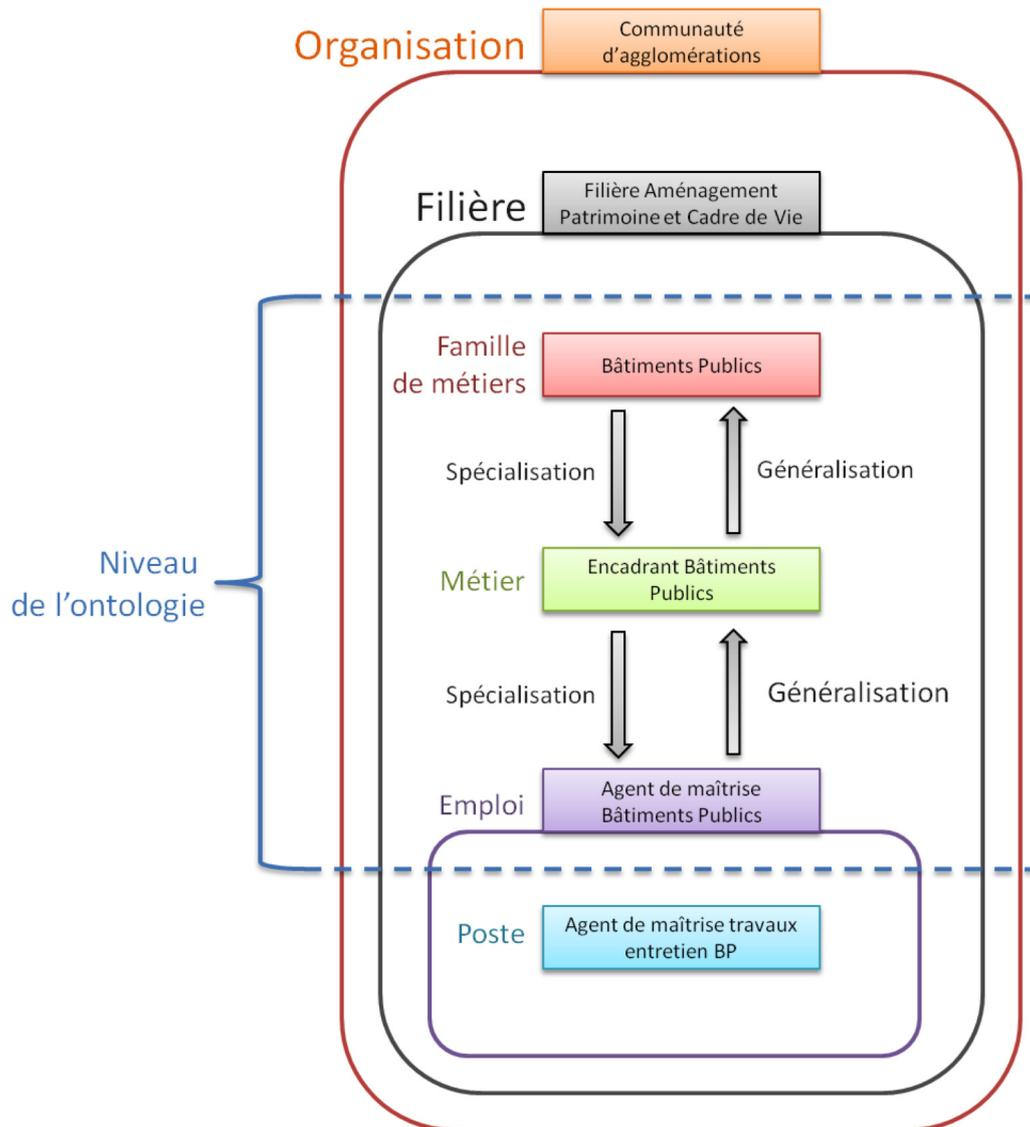 Organisation
Communauté
d'agglomérations
Filière
Filière Aménagement
Patrimoine et Cadre de Vie
Famille
de métiers
Bâtiments Publics
Spécialisation
Généralisation
Niveau
de l'ontologie
Métier
Encadrant Bâtiments
Publics
Spécialisation
Généralisation
Emploi
Agent de maîtrise
Bâtiments Publics
Poste
Agent de maîtrise travaux
entretien BP